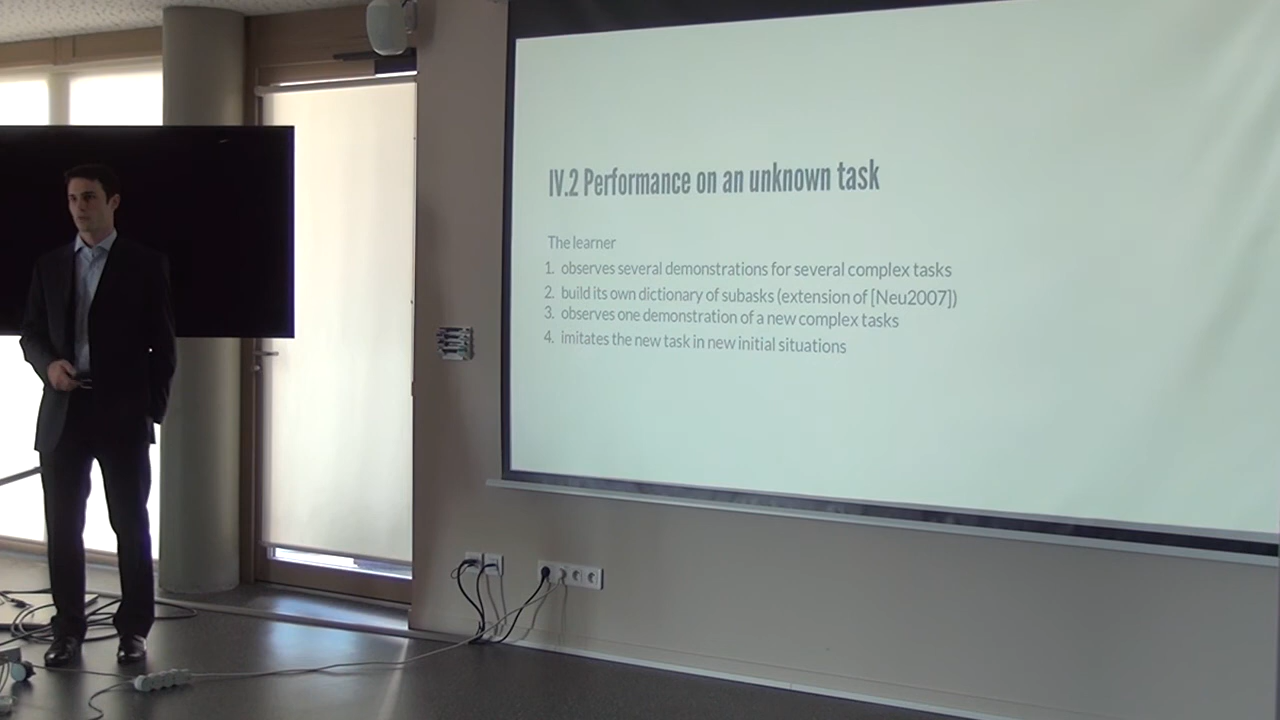 IV.2 Performance on an unknown task
The learner
1. observes several demonstrations for several complex tasks
2. build its own dictionary of subasks (extension of [Neu2007])
3. observes one demonstration of a new complex tasks
4. imitates the new task in new initial situations